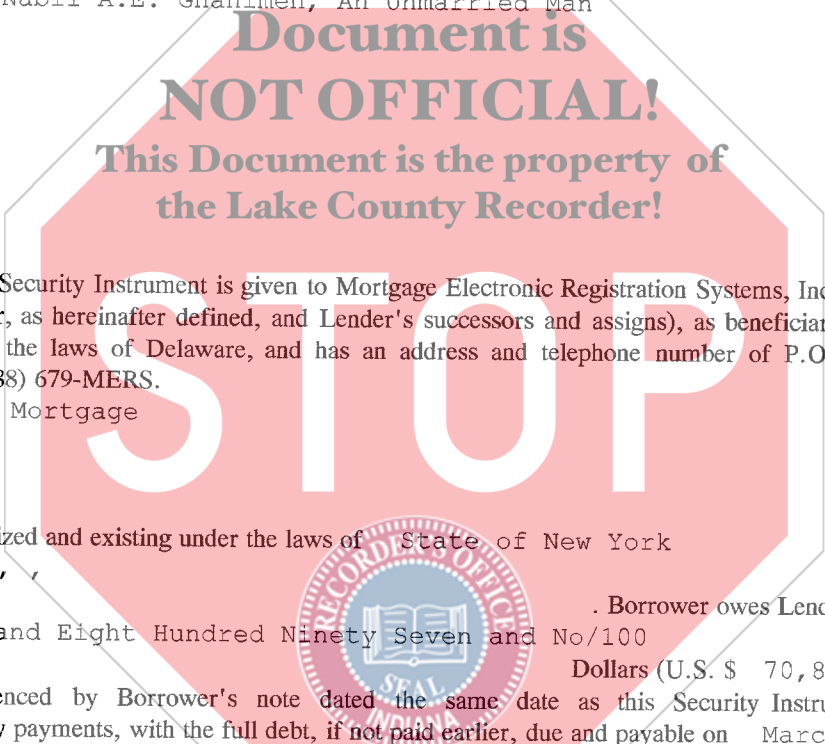 An Unmarried Man
Document is
NOT OFFICIAL!
This Document is the property of
the Lake County Recorder!
Security Instrument is given to Mortgage Electronic Registration Systems, Inc
r, as hereinafter defined, and Lender's successors and assigns), as beneficiar
the laws of Delaware, and has an address and telephone number of P.O
88) 679-MERS.
Mortgage
STOP
ized and existing under the laws of State of New York
, ,
. Borrower owes Lend
and Eight Hundred Ninety Seven and No/100
Dollars (U.S. $ 70,8
enced by Borrower's note dated the same date as this Security Instru
y payments, with the full debt, if not paid earlier, due and payable on Marc
RECORDER'S OFFICE
SEAL
INDIANA